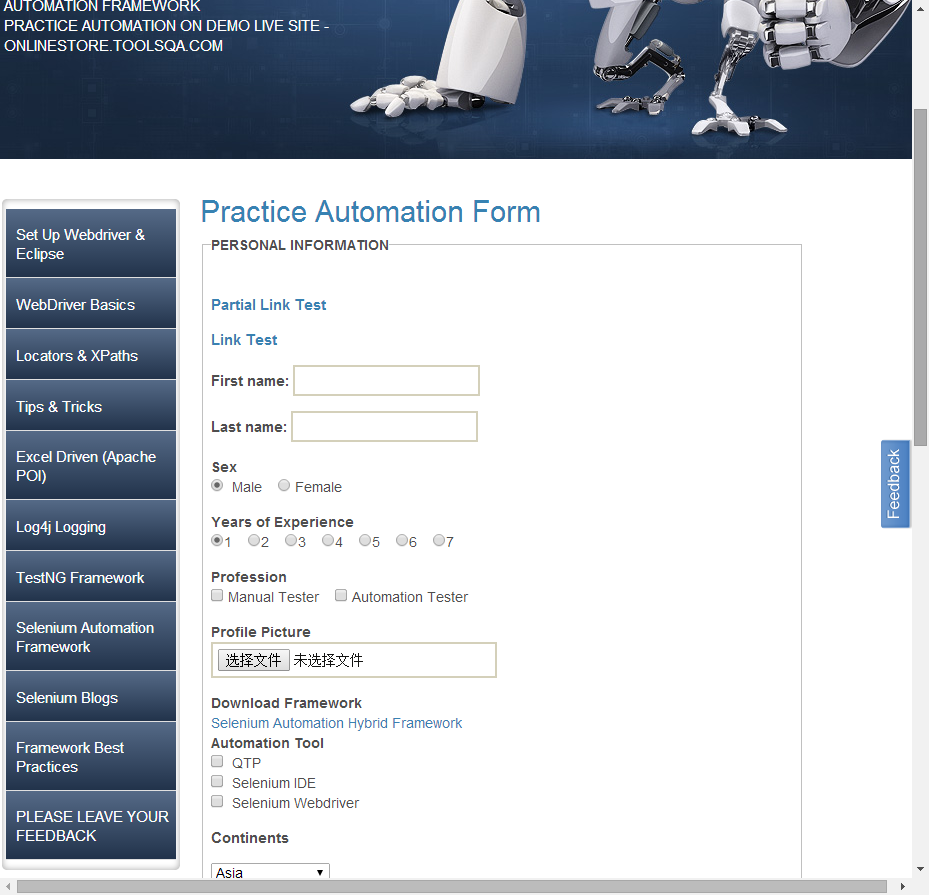 AUTOMATION FRAMEWORK
PRACTICE AUTOMATION ON DEMO LIVE SITE -
ONLINESTORE.TOOLSQA.COM
Set Up Webdriver &
Eclipse
WebDriver Basics
Locators & XPaths
Tips & Tricks
Excel Driven (Apache
POI)
Log4j Logging
TestNG Framework
Selenium Automation
Framework
Selenium Blogs
Framework Best
Practices
PLEASE LEAVE YOUR
FEEDBACK
Practice Automation Form
PERSONAL INFORMATION
Partial Link Test
Link Test
First name:
Last name:
Sex
Male Female
Years of Experience
1 2 3 4 5 6 7
Profession
Manual Tester Automation Tester
Profile Picture
选择文件 未选择文件
Download Framework
Selenium Automation Hybrid Framework
Automation Tool
QTP
Selenium IDE
Selenium Webdriver
Continents
Asia
Feedback